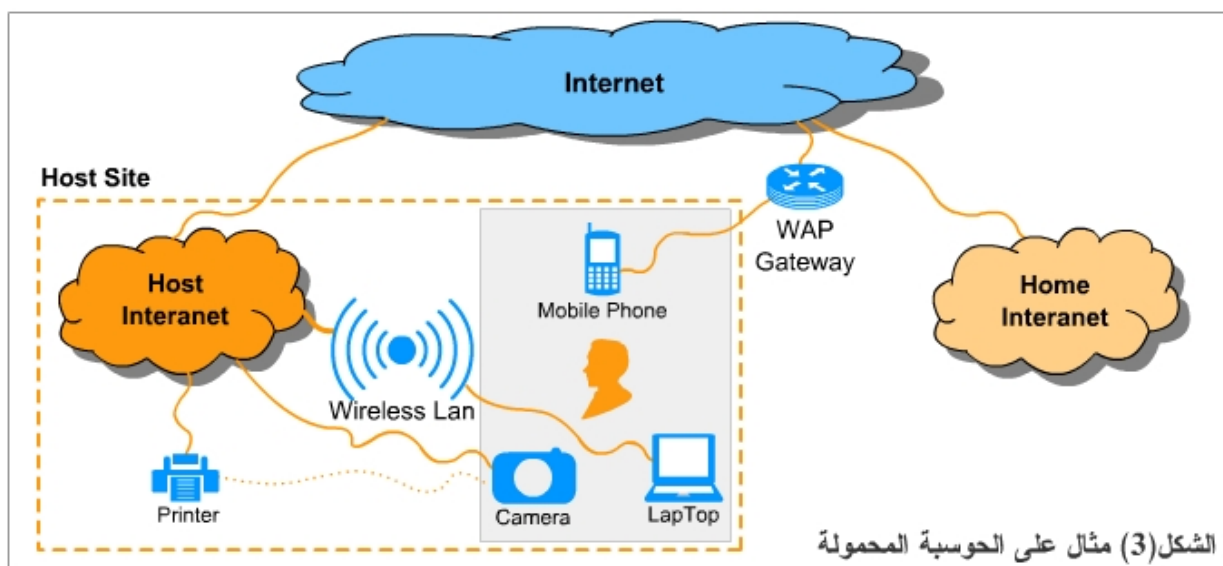 Internet
Host Site
WAP
Gateway
Host
Interanet
Home
Interanet
Mobile Phone
Wireless Lan
Printer
Camera
LapTop
الشكل(3) مثال على الحوسبة المحمولة